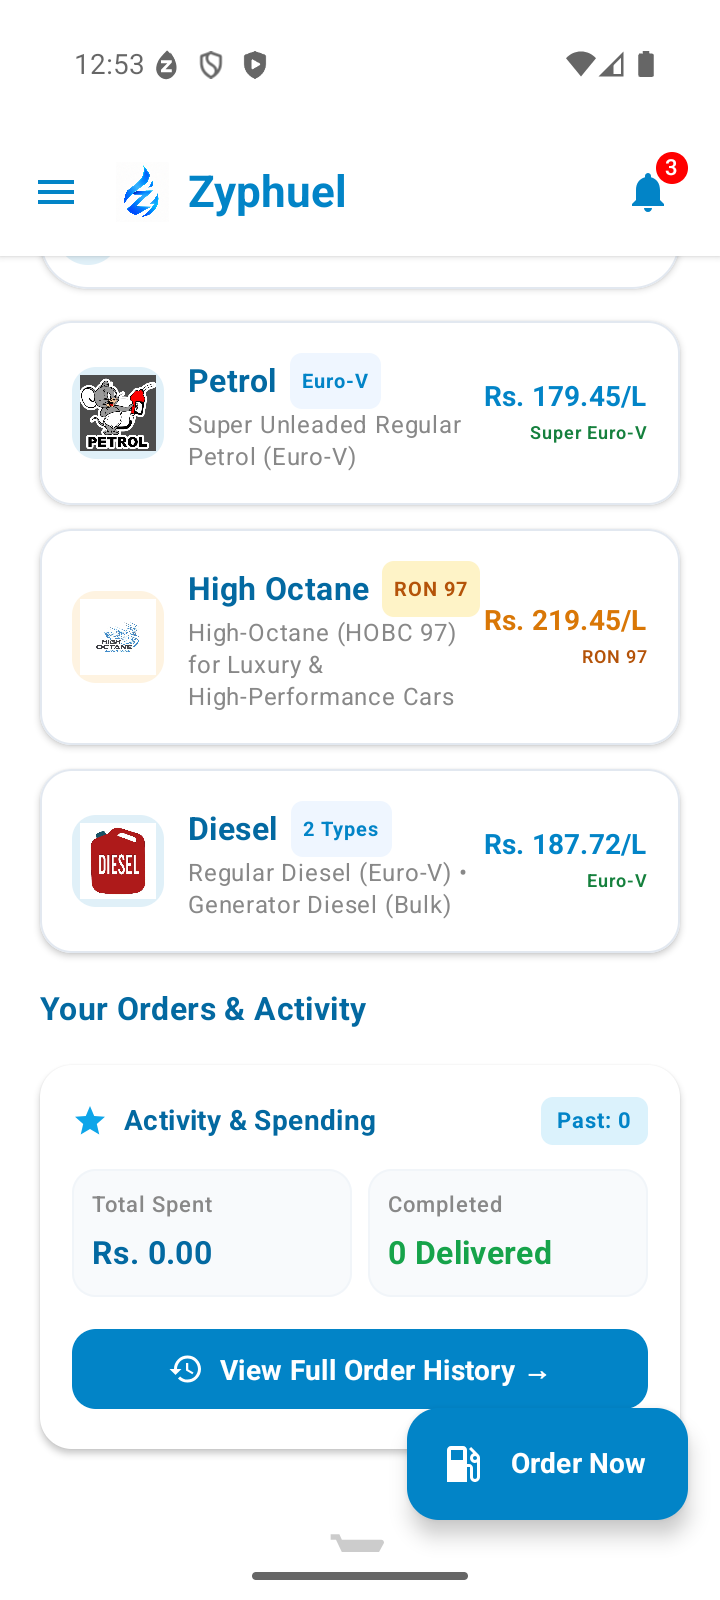 12:53
Zyphuel
3
PETROL
Petrol
Euro-V
Super Unleaded Regular
Petrol (Euro-V)
Rs. 179.45/L
Super Euro-V
HIGH
OCTANE
High Octane
RON 97
High-Octane (HOBC 97)
for Luxury &
High-Performance Cars
Rs. 219.45/L
RON 97
DIESEL
Diesel
2 Types
Regular Diesel (Euro-V) •
Generator Diesel (Bulk)
Rs. 187.72/L
Euro-V
Your Orders & Activity
Activity & Spending
Past: 0
Total Spent
Rs. 0.00
Completed
0 Delivered
View Full Order History →
Order Now